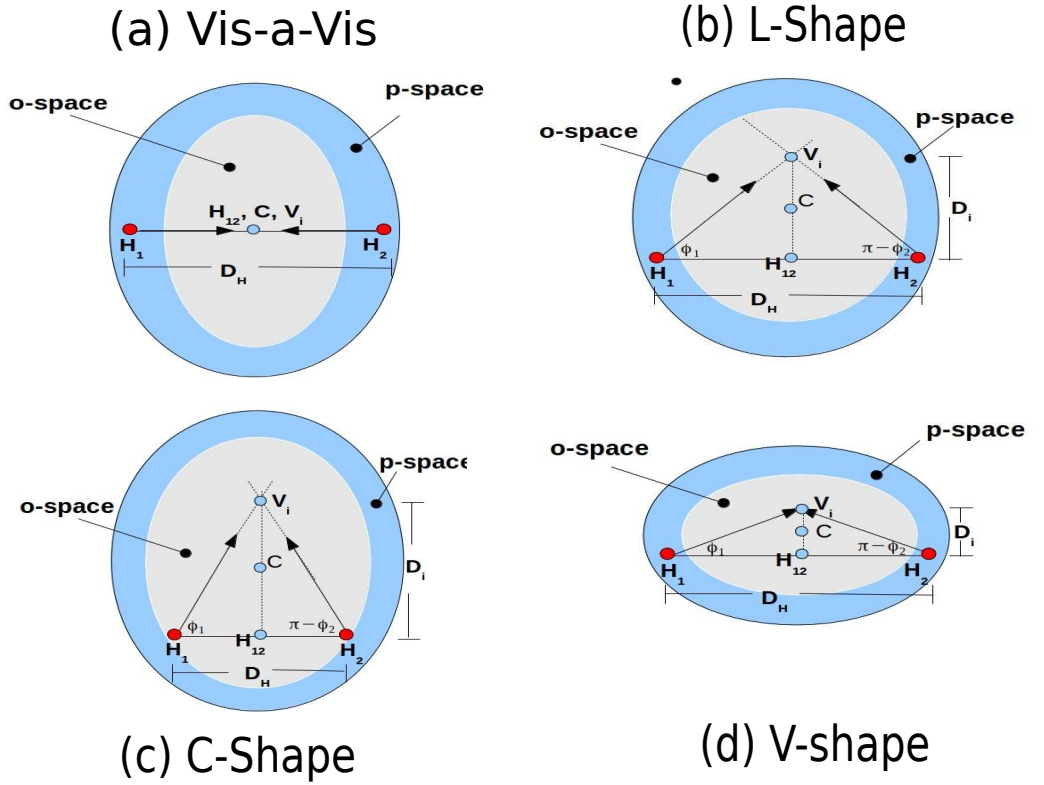 (a) Vis-a-Vis
o-space
p-space
H12, C, Vi
H1
H2
DH
(b) L-Shape
o-space
p-space
Vi
C
Di
ϕ1
π−ϕ2
H1
H12
H2
DH
o-space
p-space
Vi
C
Di
ϕ1
π−ϕ2
H1
H12
H2
DH
(c) C-Shape
o-space
p-space
Vi
C
Di
ϕ1
π−ϕ2
H1
H12
H2
DH
(d) V-shape